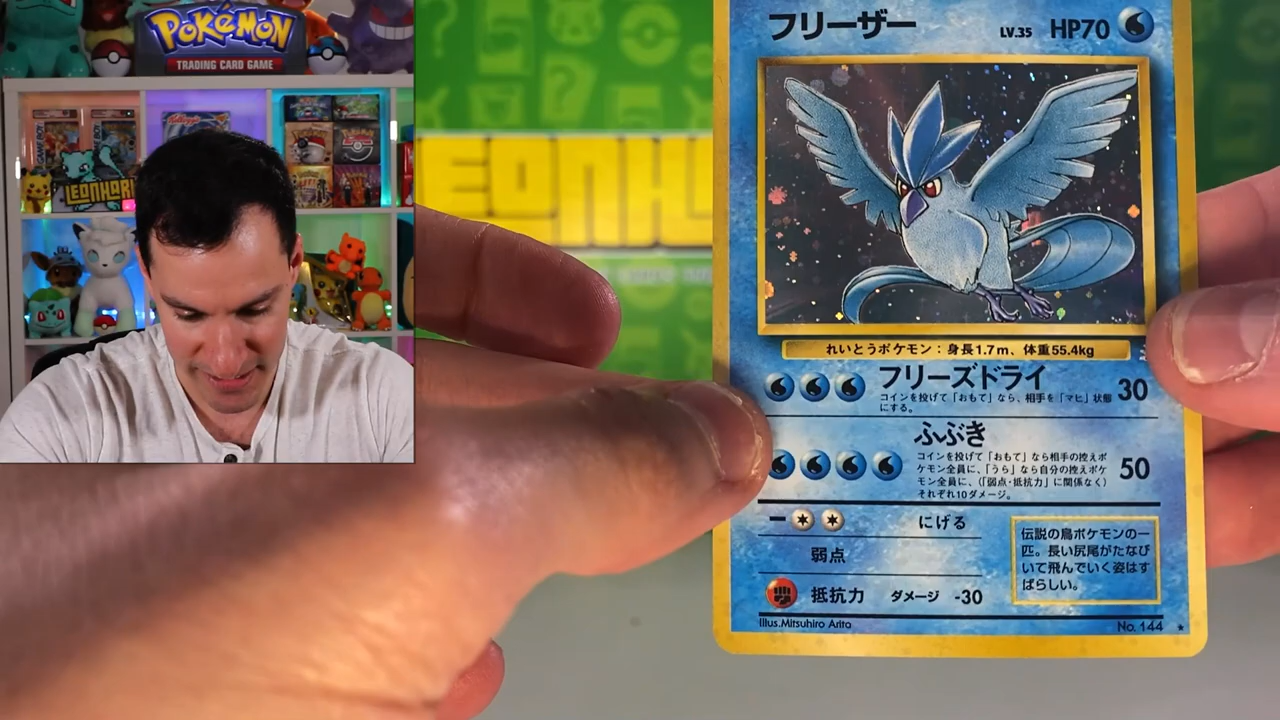 POKéMON
TRADING CARD GAME
Kellogg's
LEONHAR
EONHA
フリーザー LV.35 HP70
れいとうポケモン：身長1.7m、体重55.4kg
フリーズドライ 30
コインを投げて「おもて」なら、相手を「マヒ」状態
にする。
ふぶき 50
コインを投げて「おもて」なら相手の控えポ
ケモン全員に、「うら」なら自分の控えポケ
モン全員に、（「弱点・抵抗力」に関係なく）
それぞれ10ダメージ。
にげる
弱点
抵抗力 ダメージ -30
伝説の鳥ポケモンの一
匹。長い尻尾がたなび
いて飛んでいく姿はす
ばらしい。
Illus.Mitsuhiro Arita
No. 144